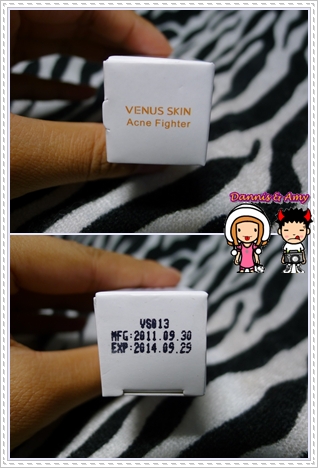 VENUS SKIN
Acne Fighter
Dannis & Amy
VS013
MFG:2011.09.30
EXP:2014.09.29